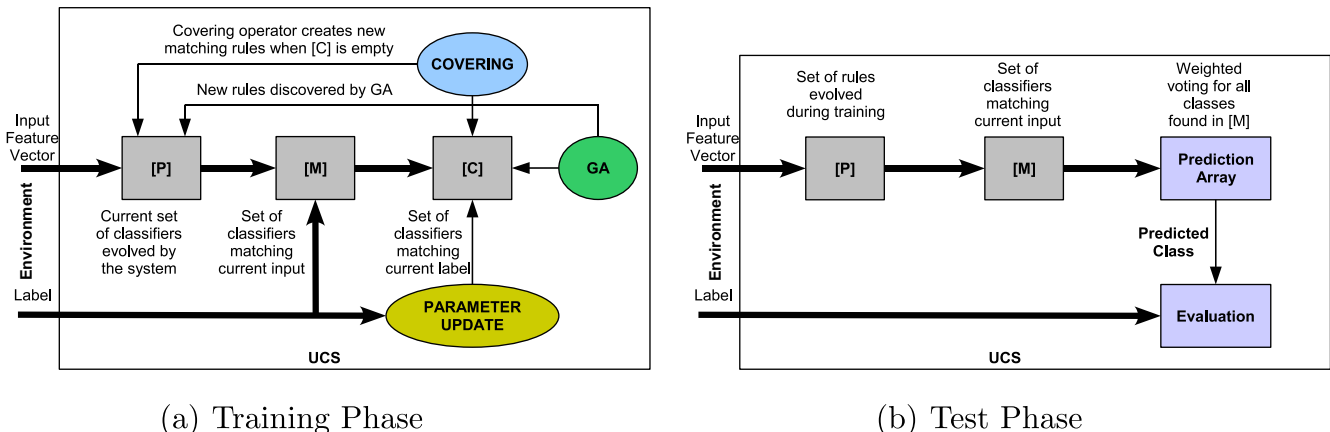 Covering operator creates new
matching rules when [C] is empty
COVERING
New rules discovered by GA
Input
Feature
Vector
[P]
[M]
[C]
GA
Environment
Current set
of classifiers
evolved by
the system
Set of
classifiers
matching
current input
Set of
classifiers
matching
current label
Label
PARAMETER
UPDATE
UCS
(a) Training Phase
Set of rules
evolved
during training
Set of
classifiers
matching
current input
Weighted
voting for all
classes
found in [M]
Input
Feature
Vector
[P]
[M]
Prediction
Array
Environment
Predicted
Class
Label
Evaluation
UCS
(b) Test Phase